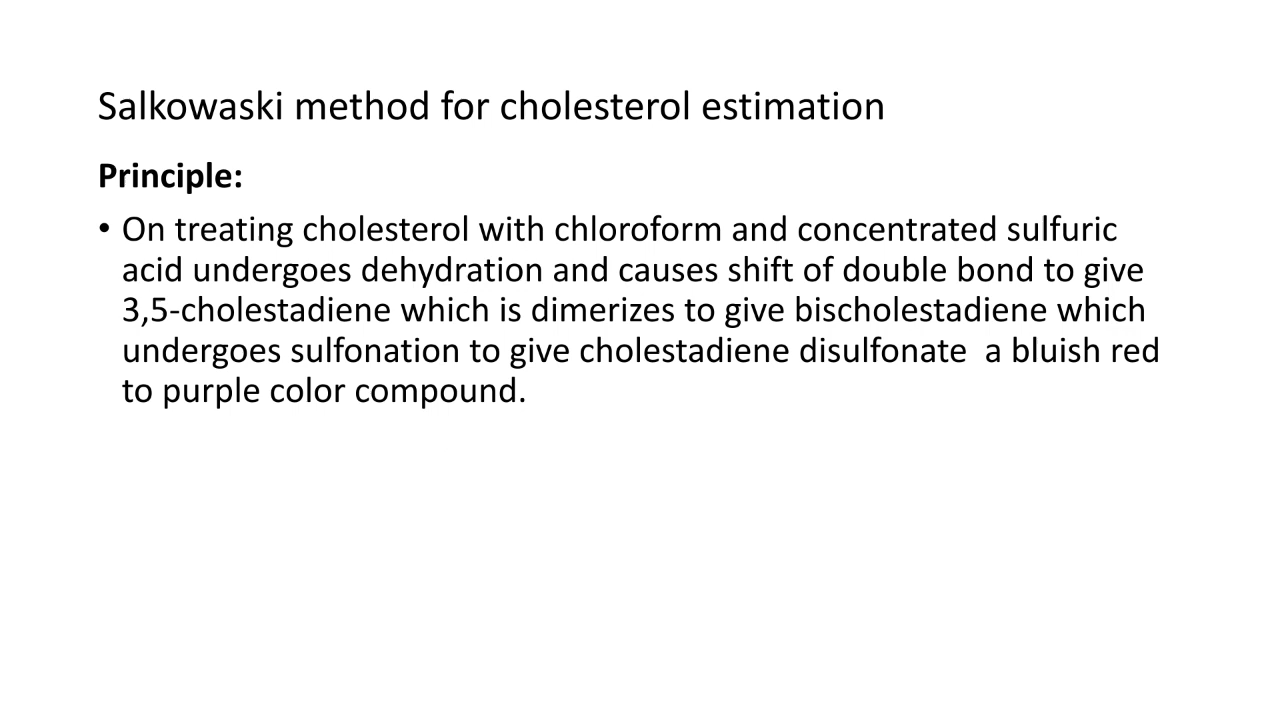 Salkowaski method for cholesterol estimation
Principle:
• On treating cholesterol with chloroform and concentrated sulfuric
acid undergoes dehydration and causes shift of double bond to give
3,5-cholestadiene which is dimerizes to give bischolestadiene which
undergoes sulfonation to give cholestadiene disulfonate  a bluish red
to purple color compound.